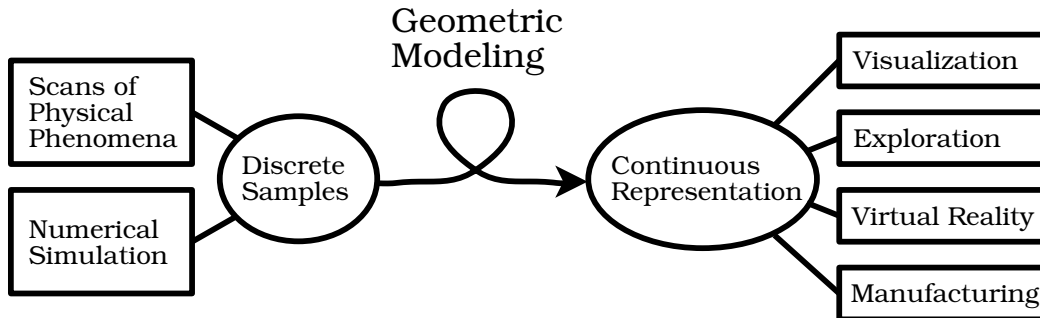 Geometric
Modeling
Scans of
Physical
Phenomena
Numerical
Simulation
Discrete
Samples
Continuous
Representation
Visualization
Exploration
Virtual Reality
Manufacturing